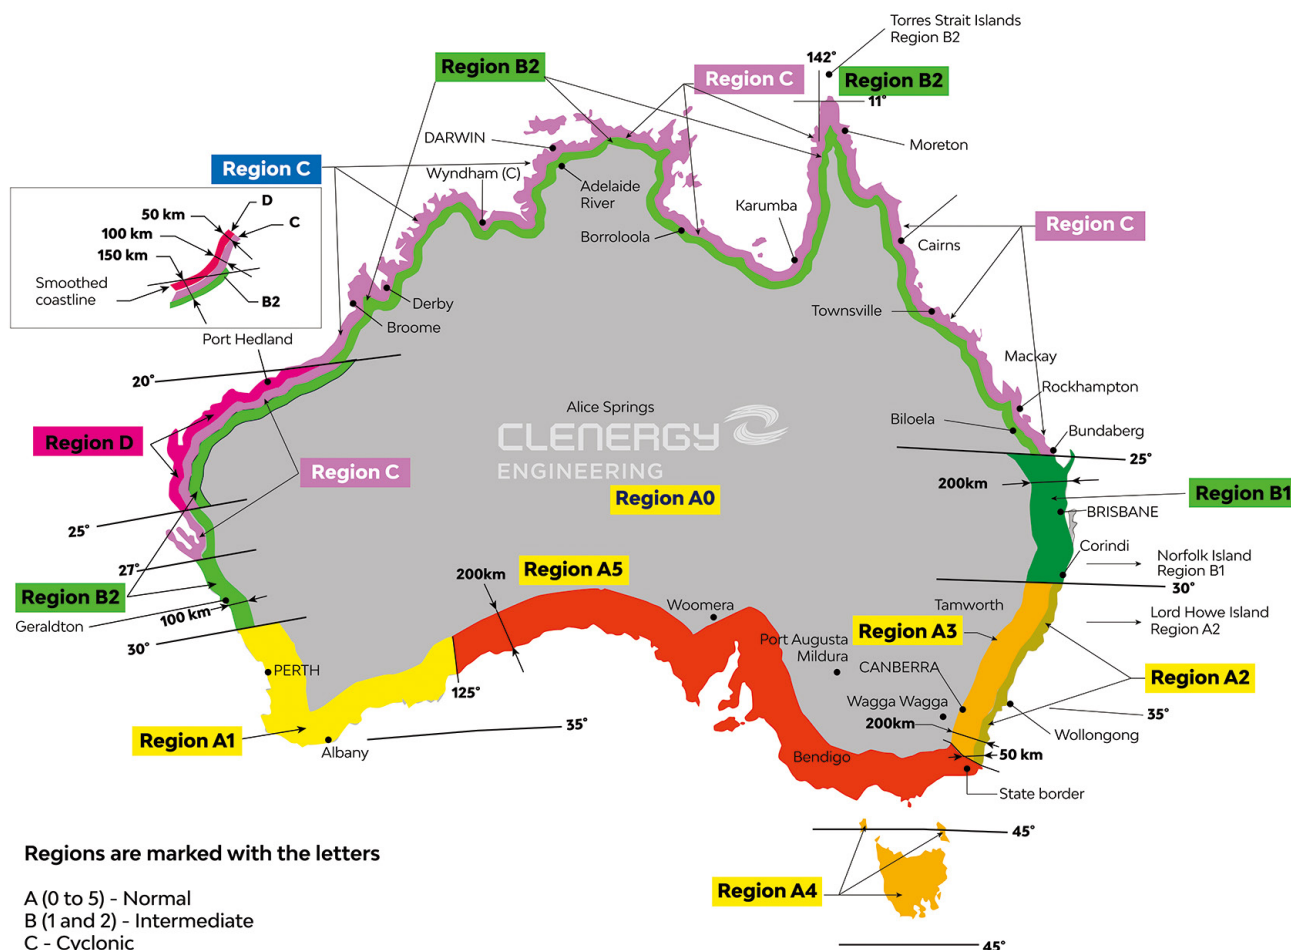 Torres Strait Islands
Region B2
142°
Region B2
Region C
Region B2
11°
DARWIN
Moreton
Region C
Wyndham (C)
Adelaide
River
Karumba
D
50 km
C
100 km
150 km
Smoothed
coastline
B2
Borroloola
Region C
Cairns
Derby
Broome
Townsville
Port Hedland
Mackay
20°
Rockhampton
Alice Springs
Biloela
CLENERGY
ENGINEERING
Region D
Region C
Bundaberg
25°
200km
Region B1
Region A0
BRISBANE
25°
Corindi
Norfolk Island
Region B1
27°
200km
Region A5
30°
Region B2
100 km
Geraldton
Woomera
Tamworth
Lord Howe Island
Region A2
30°
Region A3
Port Augusta
Mildura
CANBERRA
PERTH
125°
Region A2
Wagga Wagga
200km
35°
35°
Wollongong
Region A1
Albany
Bendigo
50 km
State border
45°
Regions are marked with the letters
Region A4
A (0 to 5) - Normal
B (1 and 2) - Intermediate
C - Cyclonic
45°